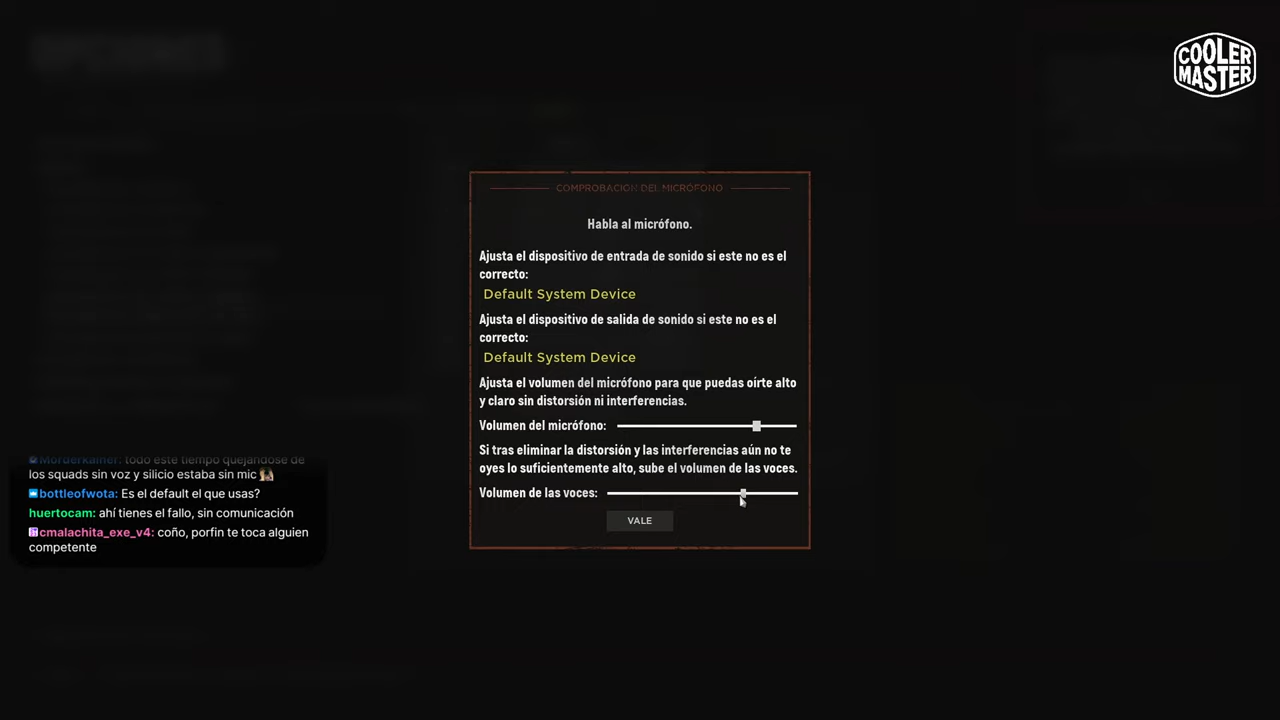 OPCIONES
COOLER
MASTER
COMPROBACIÓN DEL MICRÓFONO
Habla al micrófono.
Ajusta el dispositivo de entrada de sonido si este no es el
correcto:
Default System Device
Ajusta el dispositivo de salida de sonido si este no es el
correcto:
Default System Device
Ajusta el volumen del micrófono para que puedas oírte alto
y claro sin distorsión ni interferencias.
Volumen del micrófono:
Si tras eliminar la distorsión y las interferencias aún no te
oyes lo suficientemente alto, sube el volumen de las voces.
Volumen de las voces:
VALE
Morderkainer: todo este tiempo quejandose de
los squads sin voz y silicio estaba sin mic
bottleofwota: Es el default el que usas?
huertocam: ahí tienes el fallo, sin comunicación
cmalachita_exe_v4: coño, porfin te toca alguien
competente